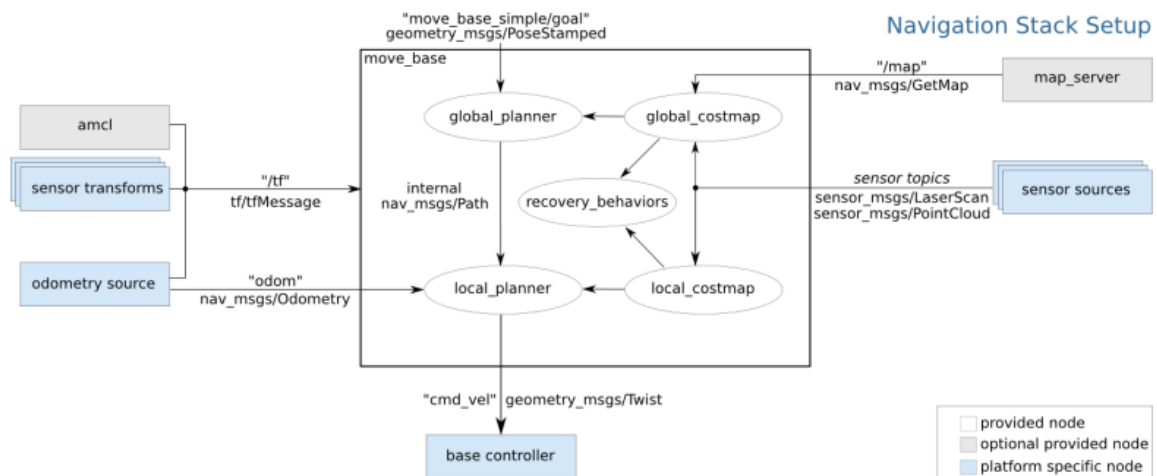 Navigation Stack Setup
"move_base_simple/goal"
geometry_msgs/PoseStamped
move_base
"/map"
nav_msgs/GetMap
map_server
global_planner
global_costmap
amcl
sensor transforms
"/tf"
tf/tfMessage
internal
nav_msgs/Path
recovery_behaviors
sensor topics
sensor_msgs/LaserScan
sensor_msgs/PointCloud
sensor sources
odometry source
"odom"
nav_msgs/Odometry
local_planner
local_costmap
"cmd_vel" geometry_msgs/Twist
base controller
provided node
optional provided node
platform specific node